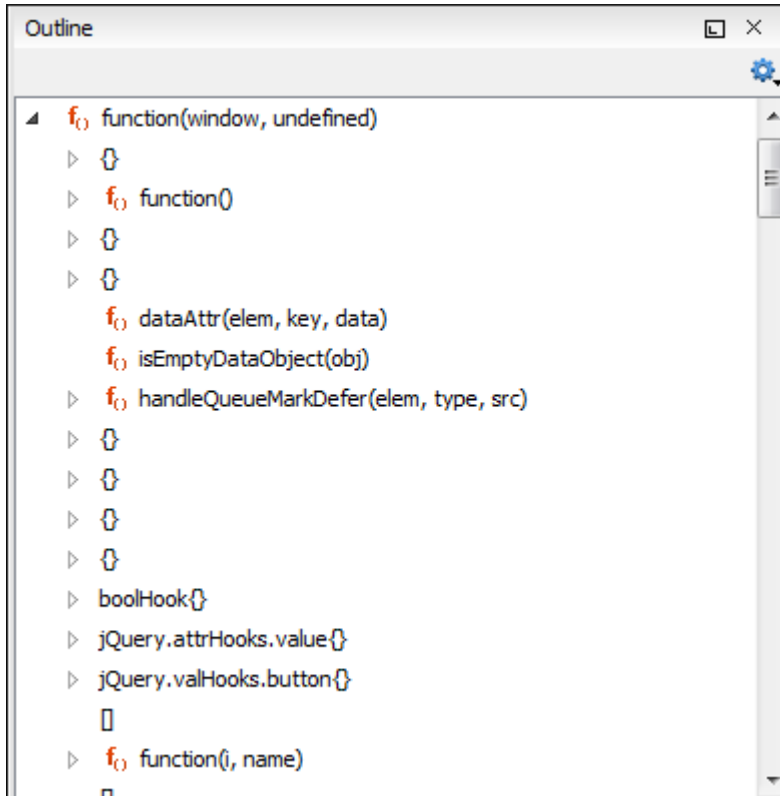 Outline
f() function(window, undefined)
{}
f() function()
{}
{}
f() dataAttr(elem, key, data)
f() isEmptyDataObject(obj)
f() handleQueueMarkDefer(elem, type, src)
{}
{}
{}
{}
boolHook{}
jQuery.attrHooks.value{}
jQuery.valHooks.button{}
[]
f() function(i, name)